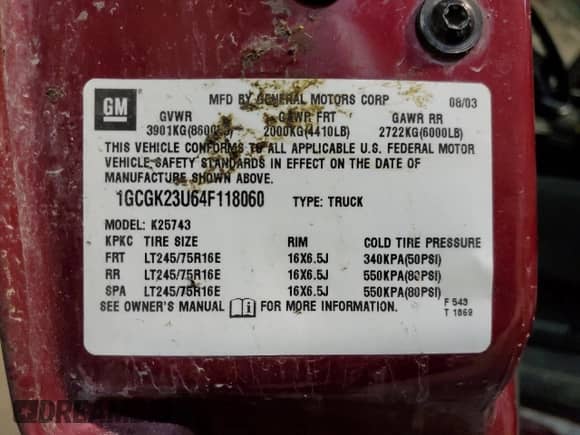 GM
MFD BY GENERAL MOTORS CORP 08/03
GVWR GAWR FRT GAWR RR
3901KG(8600LB) 2000KG(4410LB) 2722KG(6000LB)
THIS VEHICLE CONFORMS TO ALL APPLICABLE U.S. FEDERAL MOTOR
VEHICLE SAFETY STANDARDS IN EFFECT ON THE DATE OF
MANUFACTURE SHOWN ABOVE.
1GCGK23U64F118060 TYPE: TRUCK
MODEL: K25743
KPKC TIRE SIZE RIM COLD TIRE PRESSURE
FRT LT245/75R16E 16X6.5J 340KPA(50PSI)
RR LT245/75R16E 16X6.5J 550KPA(80PSI)
SPA LT245/75R16E 16X6.5J 550KPA(80PSI)
SEE OWNER'S MANUAL i FOR MORE INFORMATION.
F 543
T 1869